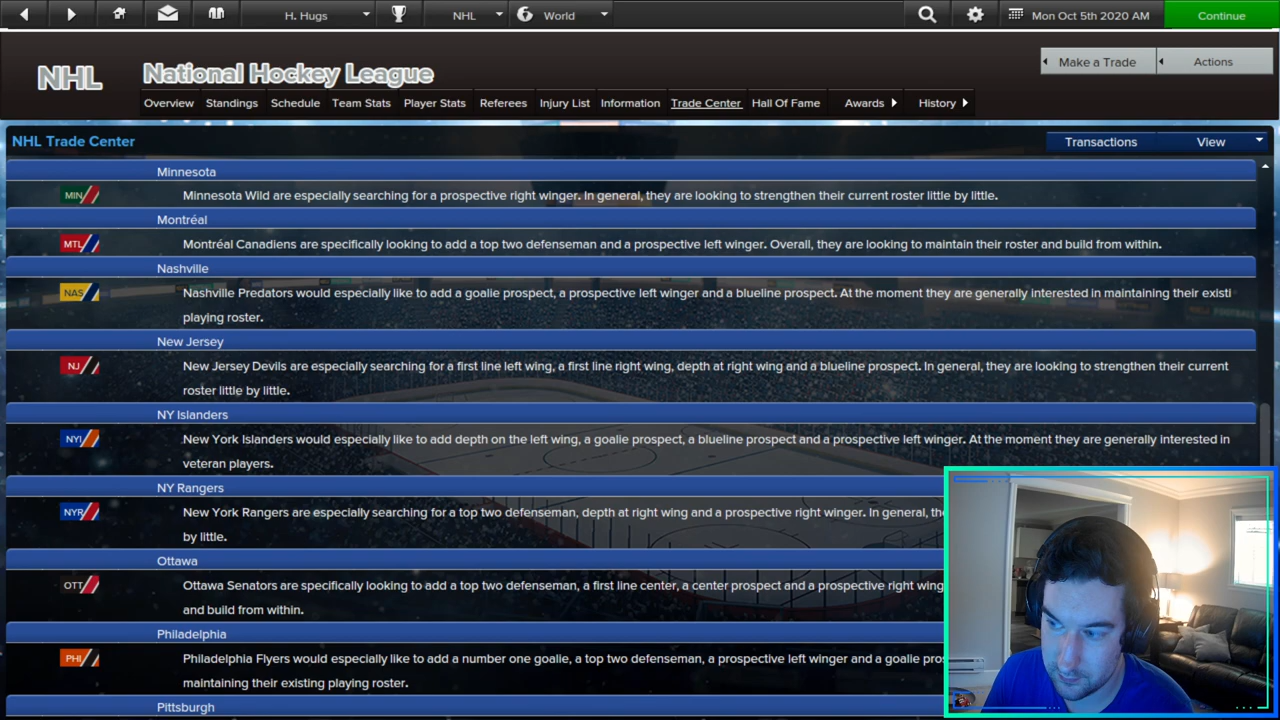 H. Hugs NHL World Mon Oct 5th 2020 AM Continue
NHL National Hockey League Make a Trade Actions
Overview Standings Schedule Team Stats Player Stats Referees Injury List Information Trade Center Hall Of Fame Awards History
NHL Trade Center Transactions View
Minnesota
MIN Minnesota Wild are especially searching for a prospective right winger. In general, they are looking to strengthen their current roster little by little.
Montréal
MTL Montréal Canadiens are specifically looking to add a top two defenseman and a prospective left winger. Overall, they are looking to maintain their roster and build from within.
Nashville
NAS Nashville Predators would especially like to add a goalie prospect, a prospective left winger and a blueline prospect. At the moment they are generally interested in maintaining their existi
playing roster.
New Jersey
NJ New Jersey Devils are especially searching for a first line left wing, a first line right wing, depth at right wing and a blueline prospect. In general, they are looking to strengthen their current
roster little by little.
NY Islanders
NYI New York Islanders would especially like to add depth on the left wing, a goalie prospect, a blueline prospect and a prospective left winger. At the moment they are generally interested in
veteran players.
NY Rangers
NYR New York Rangers are especially searching for a top two defenseman, depth at right wing and a prospective right winger. In general, the
by little.
Ottawa
OTT Ottawa Senators are specifically looking to add a top two defenseman, a first line center, a center prospect and a prospective right wing
and build from within.
Philadelphia
PHI Philadelphia Flyers would especially like to add a number one goalie, a top two defenseman, a prospective left winger and a goalie pro
maintaining their existing playing roster.
Pittsburgh